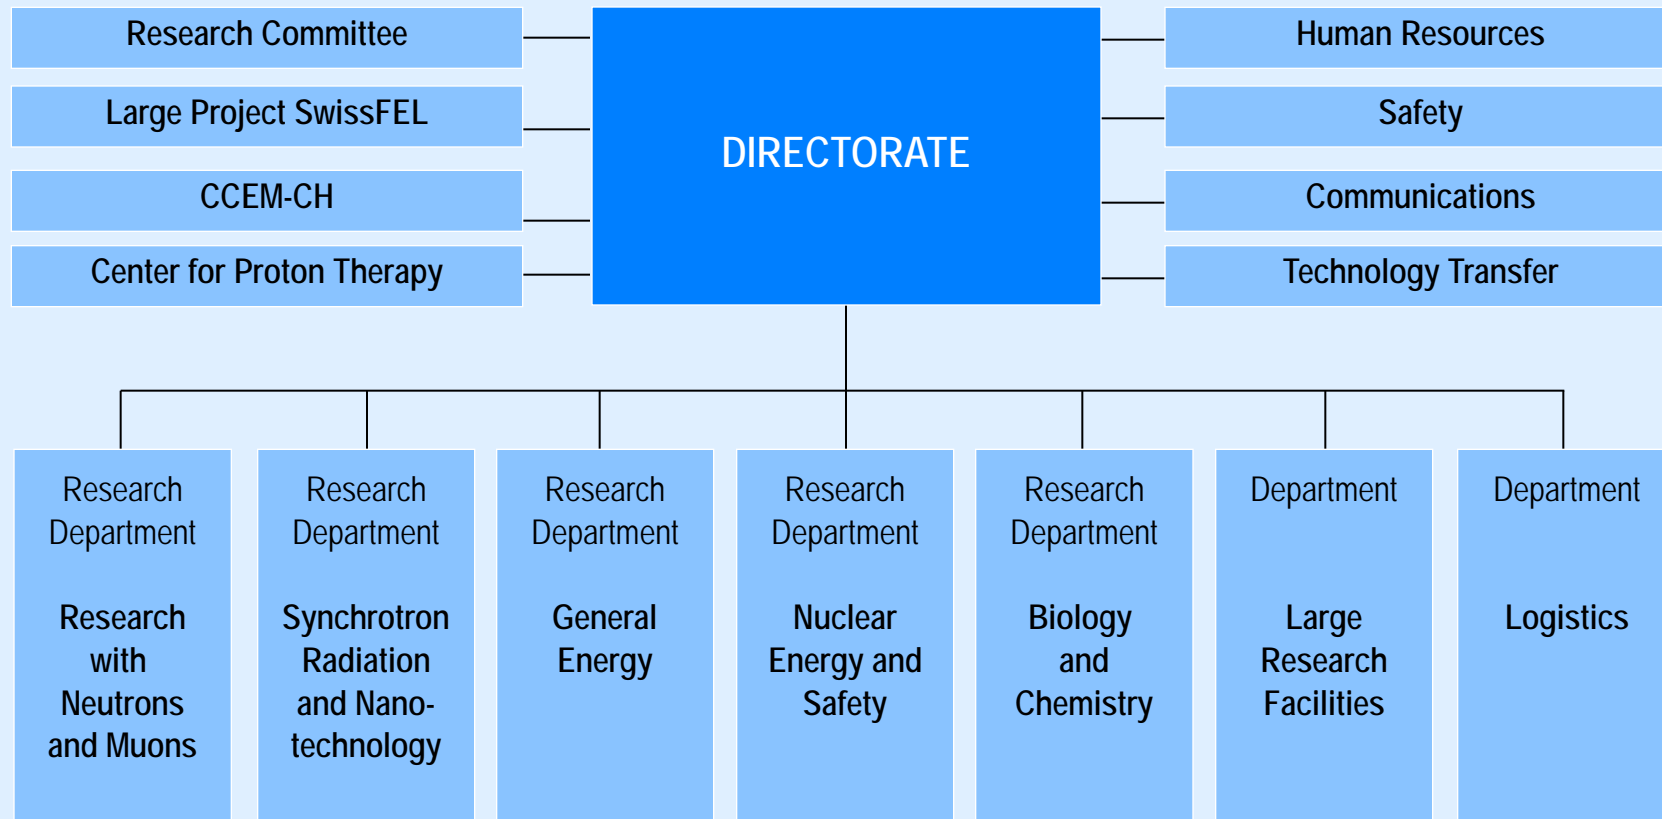 Research Committee
Large Project SwissFEL
CCEM-CH
Center for Proton Therapy
DIRECTORATE
Human Resources
Safety
Communications
Technology Transfer
Research
Department
Research
with
Neutrons
and Muons
Research
Department
Synchrotron
Radiation
and Nano-
technology
Research
Department
General
Energy
Research
Department
Nuclear
Energy and
Safety
Research
Department
Biology
and
Chemistry
Department
Large
Research
Facilities
Department
Logistics